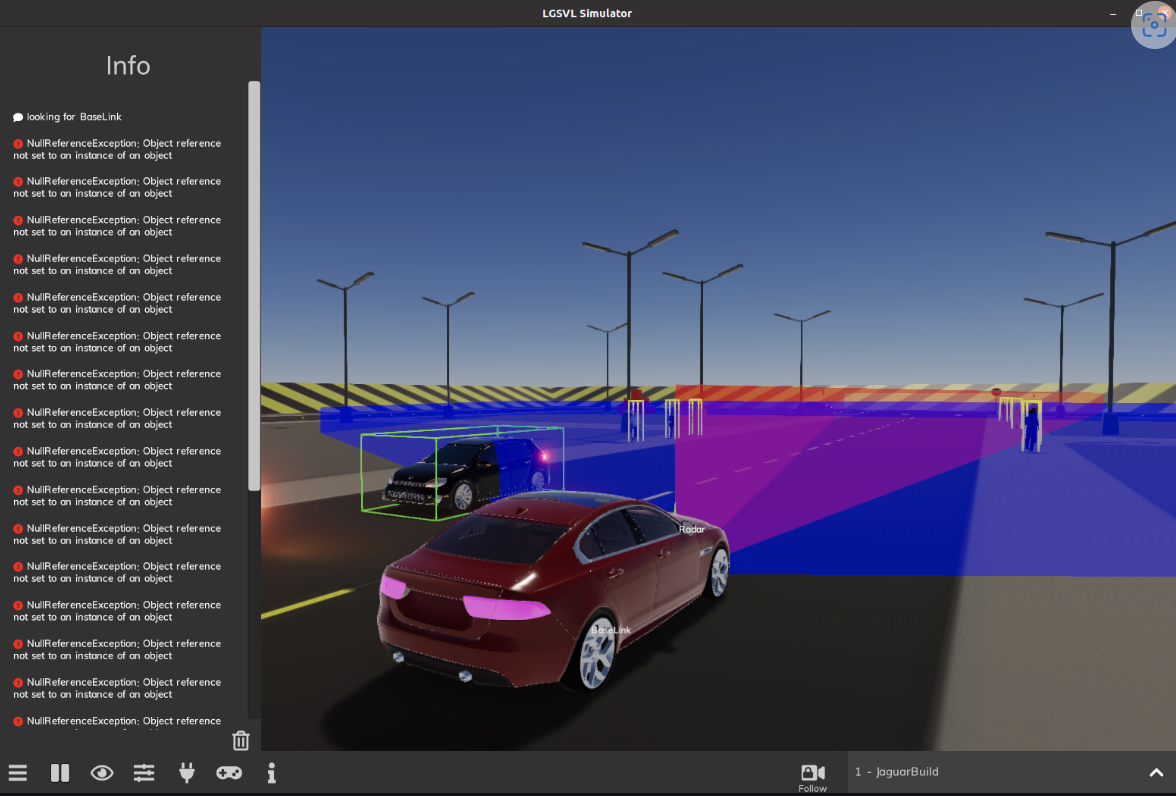 LGSVL Simulator
Info
looking for BaseLink
NullReferenceException: Object reference
not set to an instance of an object
NullReferenceException: Object reference
not set to an instance of an object
NullReferenceException: Object reference
not set to an instance of an object
NullReferenceException: Object reference
not set to an instance of an object
NullReferenceException: Object reference
not set to an instance of an object
NullReferenceException: Object reference
not set to an instance of an object
NullReferenceException: Object reference
not set to an instance of an object
NullReferenceException: Object reference
not set to an instance of an object
NullReferenceException: Object reference
not set to an instance of an object
NullReferenceException: Object reference
not set to an instance of an object
NullReferenceException: Object reference
not set to an instance of an object
NullReferenceException: Object reference
not set to an instance of an object
NullReferenceException: Object reference
not set to an instance of an object
NullReferenceException: Object reference
not set to an instance of an object
NullReferenceException: Object reference
not set to an instance of an object
NullReferenceException: Object reference
Radar
BaseLink
Follow
1 - JaguarBuild